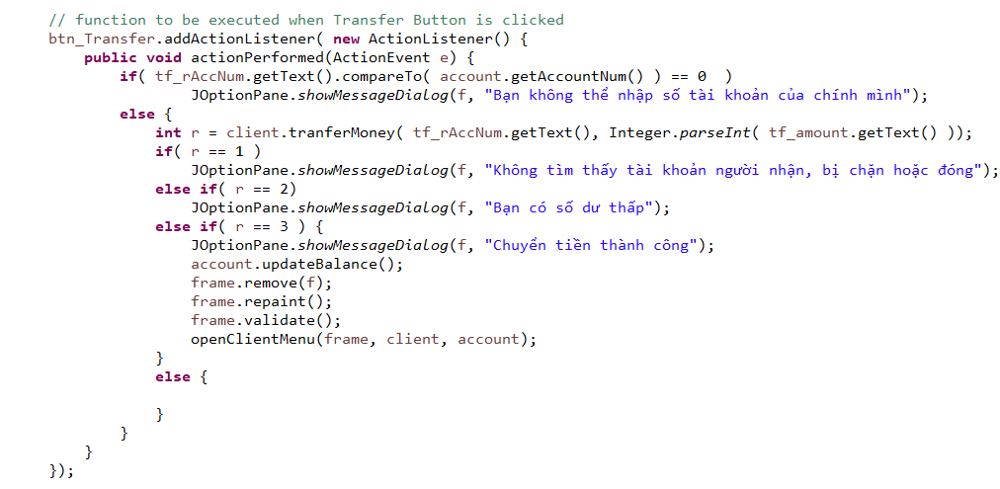 // function to be executed when Transfer Button is clicked
btn_Transfer.addActionListener( new ActionListener() {
public void actionPerformed(ActionEvent e) {
if( tf_rAccNum.getText().compareTo( account.getAccountNum() ) == 0  )
JOptionPane.showMessageDialog(f, "Bạn không thể nhập số tài khoản của chính mình");
else {
int r = client.tranferMoney( tf_rAccNum.getText(), Integer.parseInt( tf_amount.getText() ));
if( r == 1 )
JOptionPane.showMessageDialog(f, "Không tìm thấy tài khoản người nhận, bị chặn hoặc đóng");
else if( r == 2)
JOptionPane.showMessageDialog(f, "Bạn có số dư thấp");
else if( r == 3 ) {
JOptionPane.showMessageDialog(f, "Chuyển tiền thành công");
account.updateBalance();
frame.remove(f);
frame.repaint();
frame.validate();
openClientMenu(frame, client, account);
}
else {
}
}
}
});